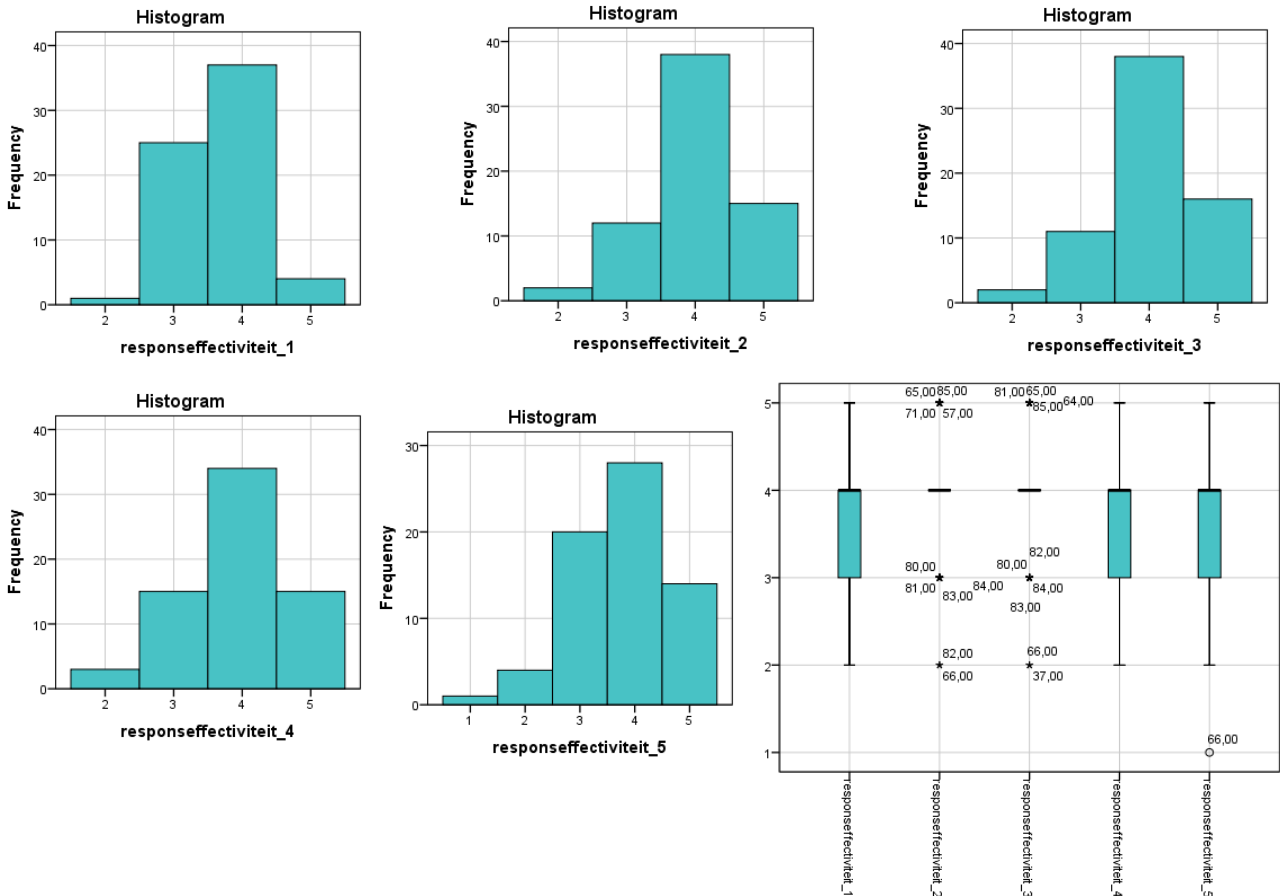 Histogram
Frequency
40
30
20
10
0
2 3 4 5
responseffectiviteit_1
Histogram
Frequency
40
30
20
10
0
2 3 4 5
responseffectiviteit_2
Histogram
Frequency
40
30
20
10
0
2 3 4 5
responseffectiviteit_3
Histogram
Frequency
40
30
20
10
0
2 3 4 5
responseffectiviteit_4
Histogram
Frequency
30
20
10
0
1 2 3 4 5
responseffectiviteit_5
5
4
3
2
1
65,00 85,00
71,00 57,00
81,00 65,00
85,00 64,00
80,00
81,00
83,00
84,00
82,00
80,00
84,00
83,00
82,00
66,00
66,00
37,00
66,00
responseffectiviteit_1
responseffectiviteit_2
responseffectiviteit_3
responseffectiviteit_4
responseffectiviteit_5